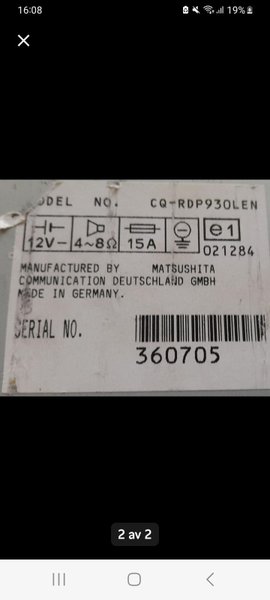 16:08
19%
ODEL NO. CQ-RDP930LEN
12V 4~8Ω 15A e1
021284
MANUFACTURED BY MATSUSHITA
COMMUNICATION DEUTSCHLAND GMBH
MADE IN GERMANY.
SERIAL NO.
360705
2 av 2